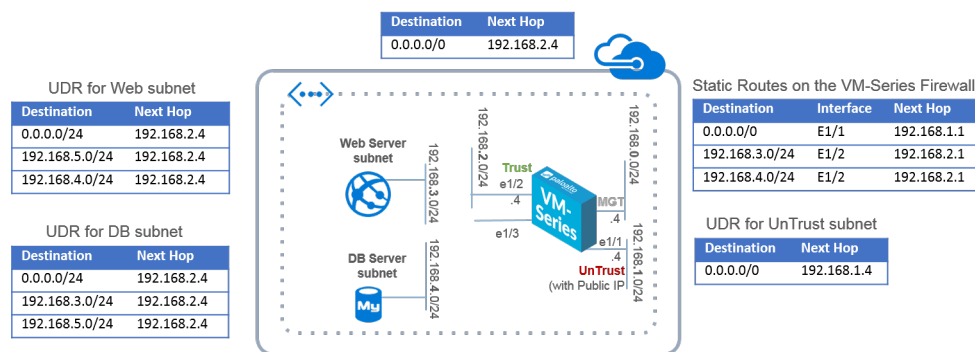 Destination Next Hop
0.0.0.0/0 192.168.2.4
UDR for Web subnet
Destination Next Hop
0.0.0.0/24 192.168.2.4
192.168.5.0/24 192.168.2.4
192.168.4.0/24 192.168.2.4
UDR for DB subnet
Destination Next Hop
0.0.0.0/24 192.168.2.4
192.168.3.0/24 192.168.2.4
192.168.5.0/24 192.168.2.4
Web Server
subnet
192.168.3.0/24
DB Server
subnet
My
192.168.4.0/24
192.168.2.0/24
Trust
e1/2
.4
e1/3
paloalto
VM-
Series
192.168.0.0/24
MGT
.4
e1/1
.4
UnTrust
(with Public IP
192.168.1.0/24
Static Routes on the VM-Series Firewall
Destination Interface Next Hop
0.0.0.0/0 E1/1 192.168.1.1
192.168.3.0/24 E1/2 192.168.2.1
192.168.4.0/24 E1/2 192.168.2.1
UDR for UnTrust subnet
Destination Next Hop
0.0.0.0/0 192.168.1.4